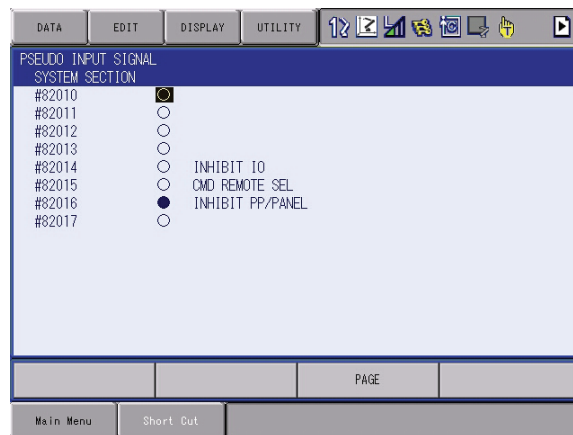 DATA EDIT DISPLAY UTILITY
PSEUDO INPUT SIGNAL
SYSTEM SECTION
#82010
#82011
#82012
#82013
#82014 INHIBIT IO
#82015 CMD REMOTE SEL
#82016 INHIBIT PP/PANEL
#82017
PAGE
Main Menu Short Cut